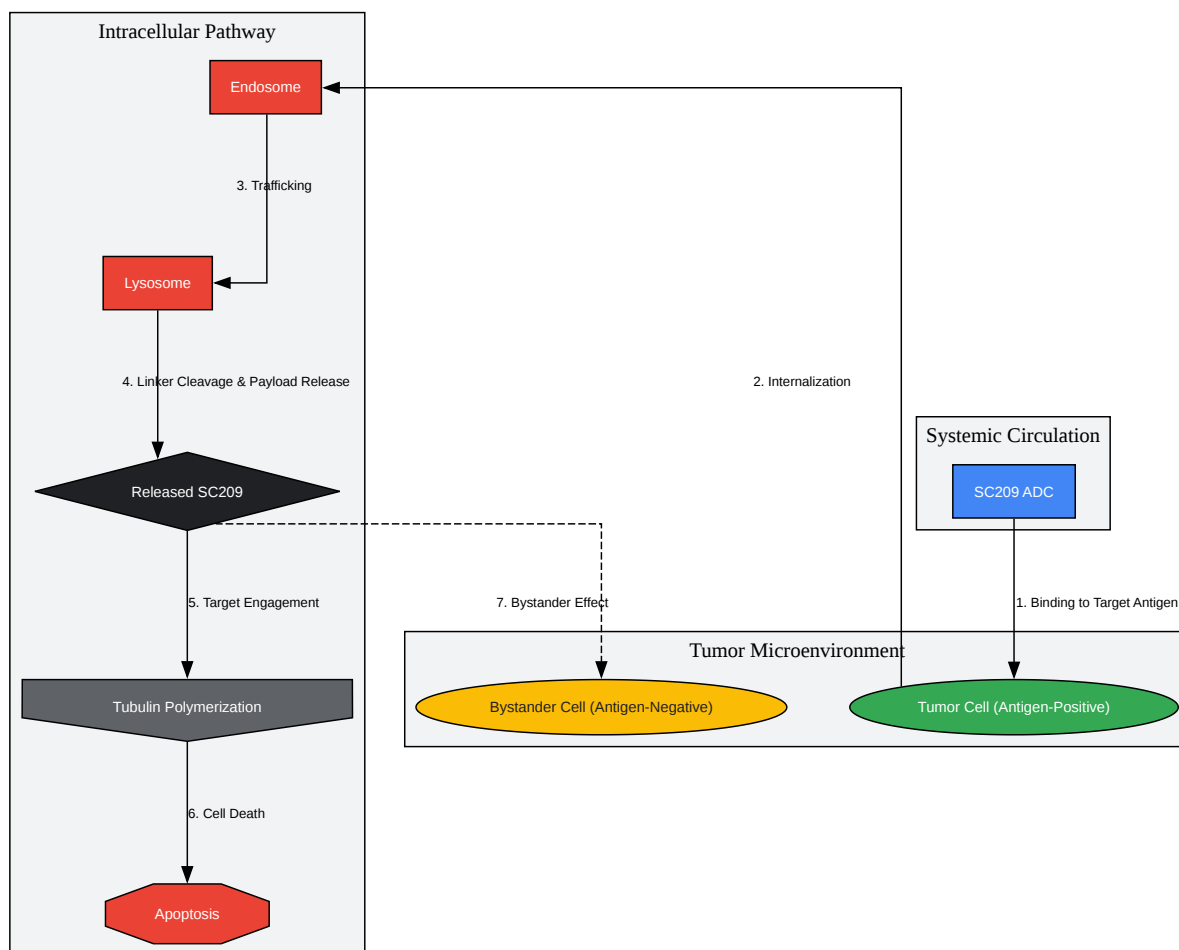 Intracellular Pathway
Endosome
3. Trafficking
Lysosome
4. Linker Cleavage & Payload Release
2. Internalization
Systemic Circulation
SC209 ADC
Released SC209
5. Target Engagement
7. Bystander Effect
1. Binding to Target Antigen
Tumor Microenvironment
Tubulin Polymerization
Bystander Cell (Antigen-Negative)
Tumor Cell (Antigen-Positive)
6. Cell Death
Apoptosis